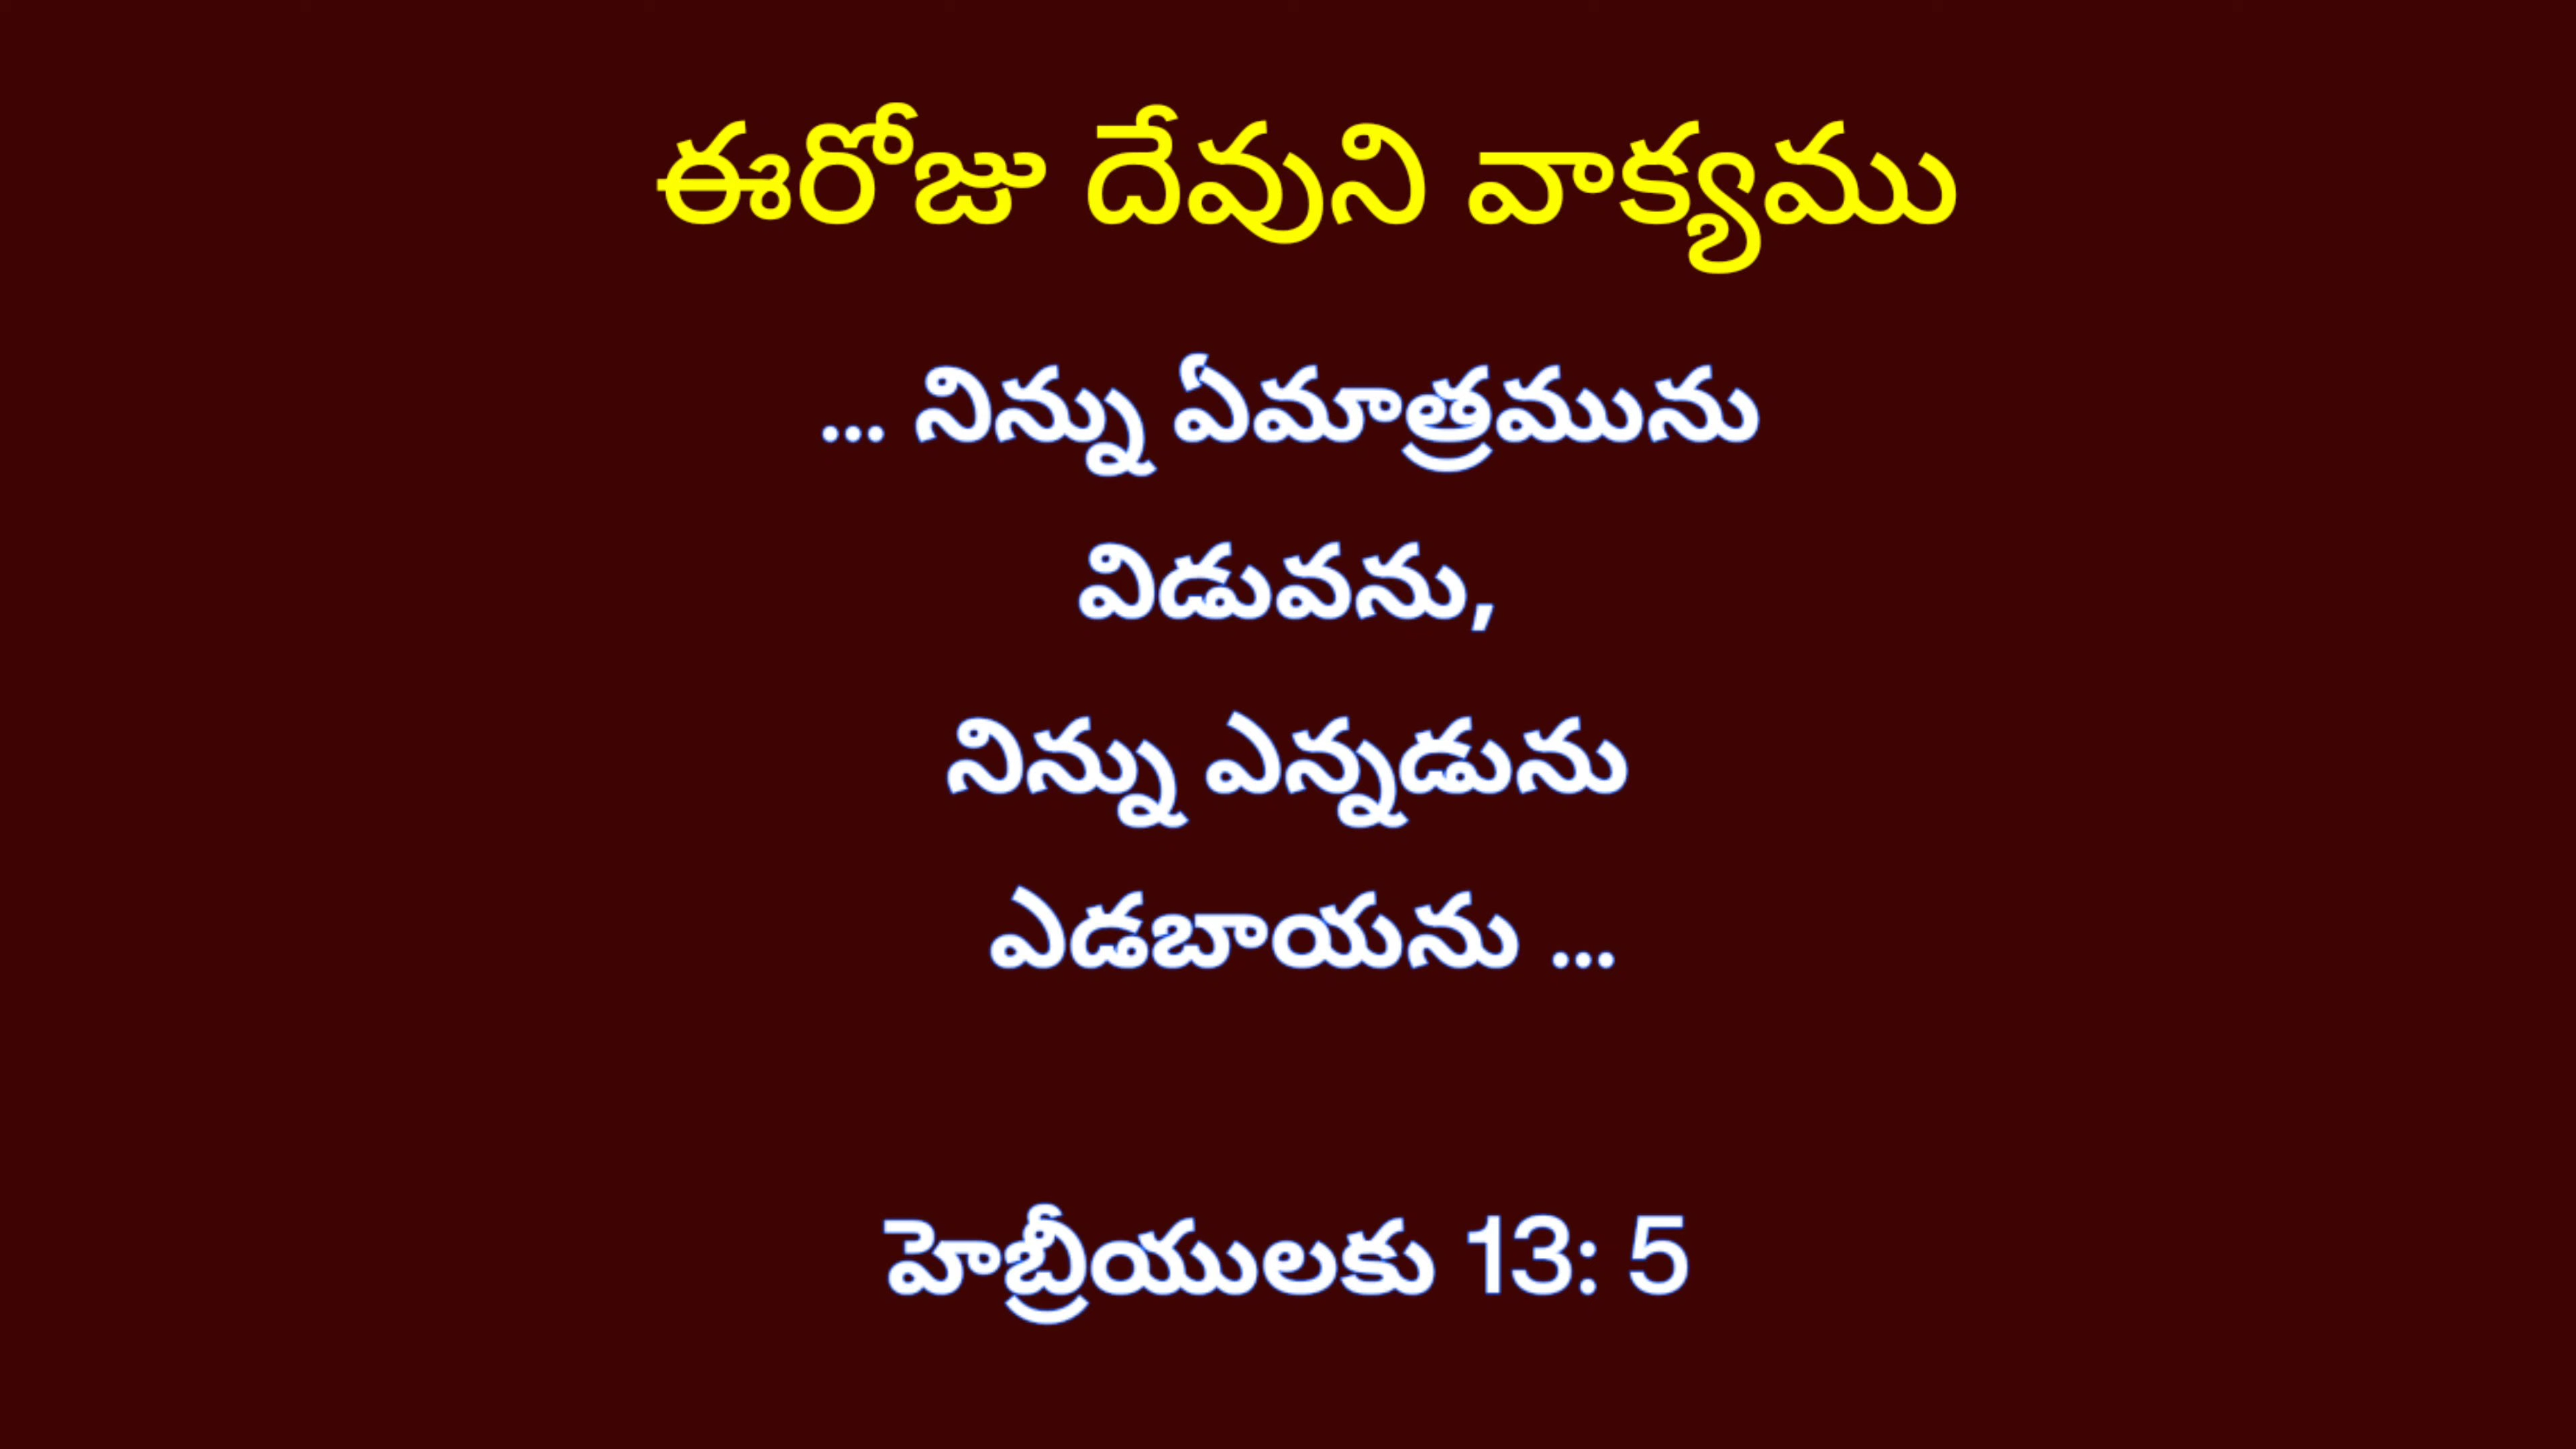 ఈరోజు దేవుని వాక్యము
... నిన్ను ఏమాత్రమును
విడువను,
నిన్ను ఎన్నడును
ఎడబాయను ...
హెబ్రీయులకు 13: 5